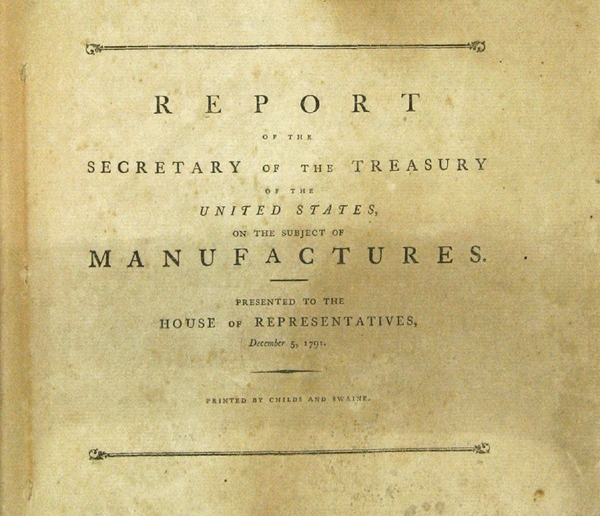 REPORT
OF THE
SECRETARY OF THE TREASURY
OF THE
UNITED STATES,
ON THE SUBJECT OF
MANUFACTURES.
PRESENTED TO THE
HOUSE OF REPRESENTATIVES,
December 5, 1791.
PRINTED BY CHILDS AND SWAINE.